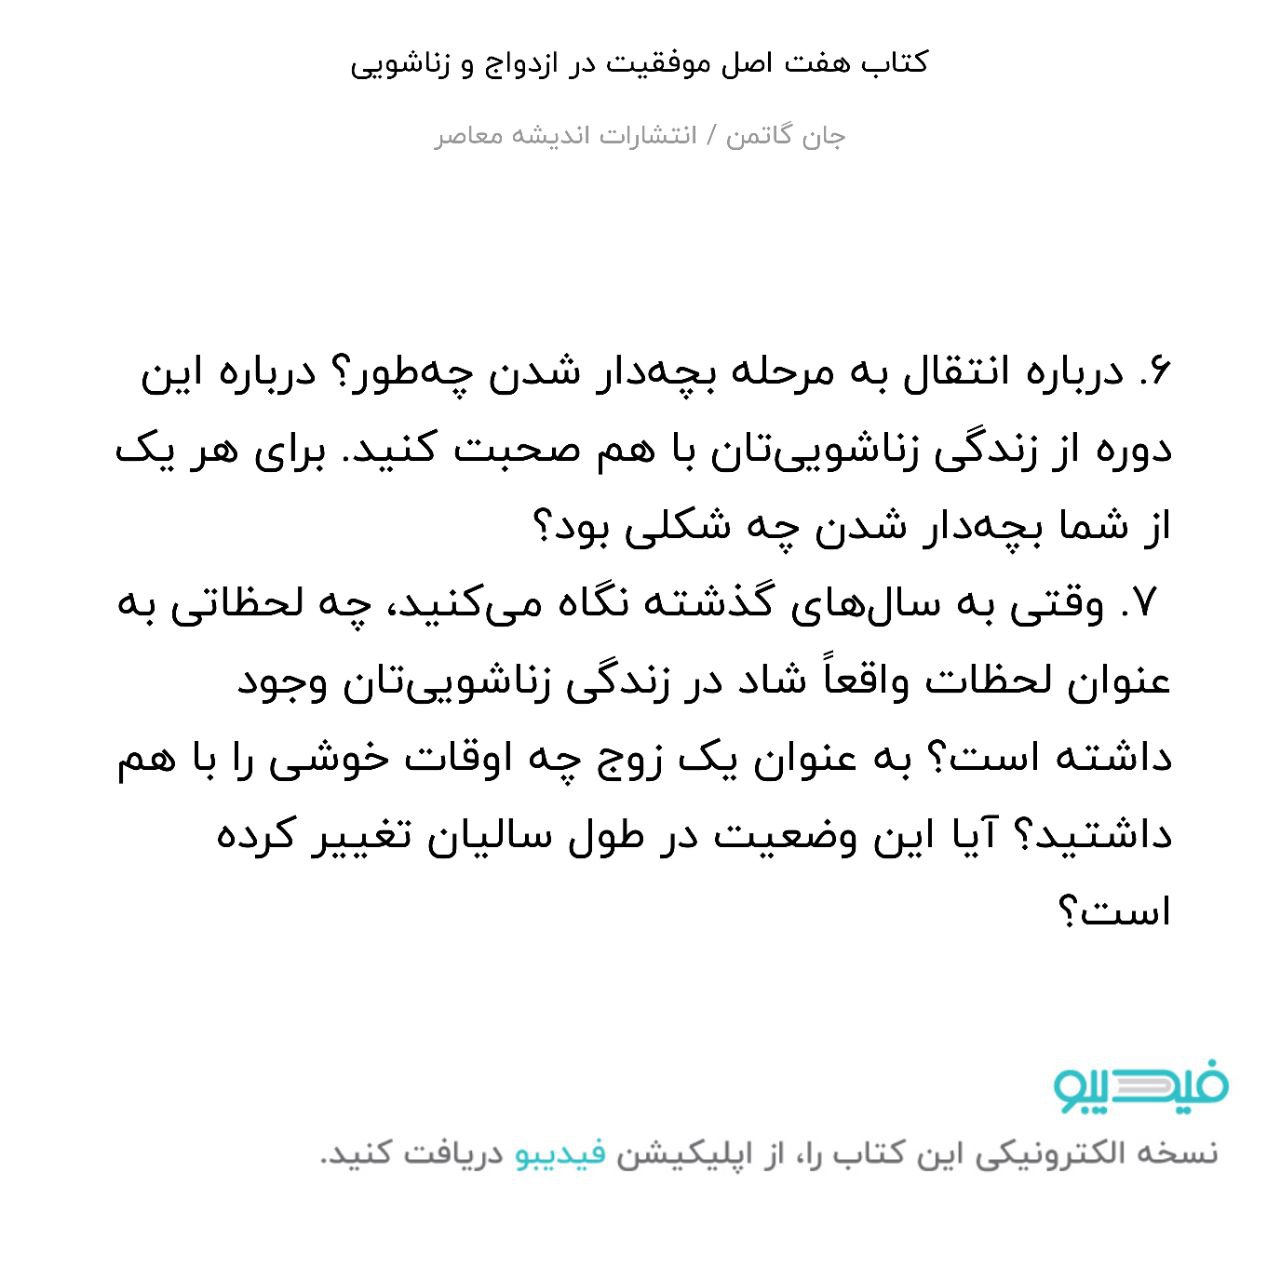 کتاب هفت اصل موفقیت در ازدواج و زناشویی
جان گاتمن / انتشارات اندیشه معاصر
۶. درباره انتقال به مرحله بچه‌دار شدن چه‌طور؟ درباره این
دوره از زندگی زناشویی‌تان با هم صحبت کنید. برای هر یک
از شما بچه‌دار شدن چه شکلی بود؟
۷. وقتی به سال‌های گذشته نگاه می‌کنید، چه لحظاتی به
عنوان لحظات واقعاً شاد در زندگی زناشویی‌تان وجود
داشته است؟ به عنوان یک زوج چه اوقات خوشی را با هم
داشتید؟ آیا این وضعیت در طول سالیان تغییر کرده
است؟
فیدیبو
نسخه الکترونیکی این کتاب را، از اپلیکیشن فیدیبو دریافت کنید.